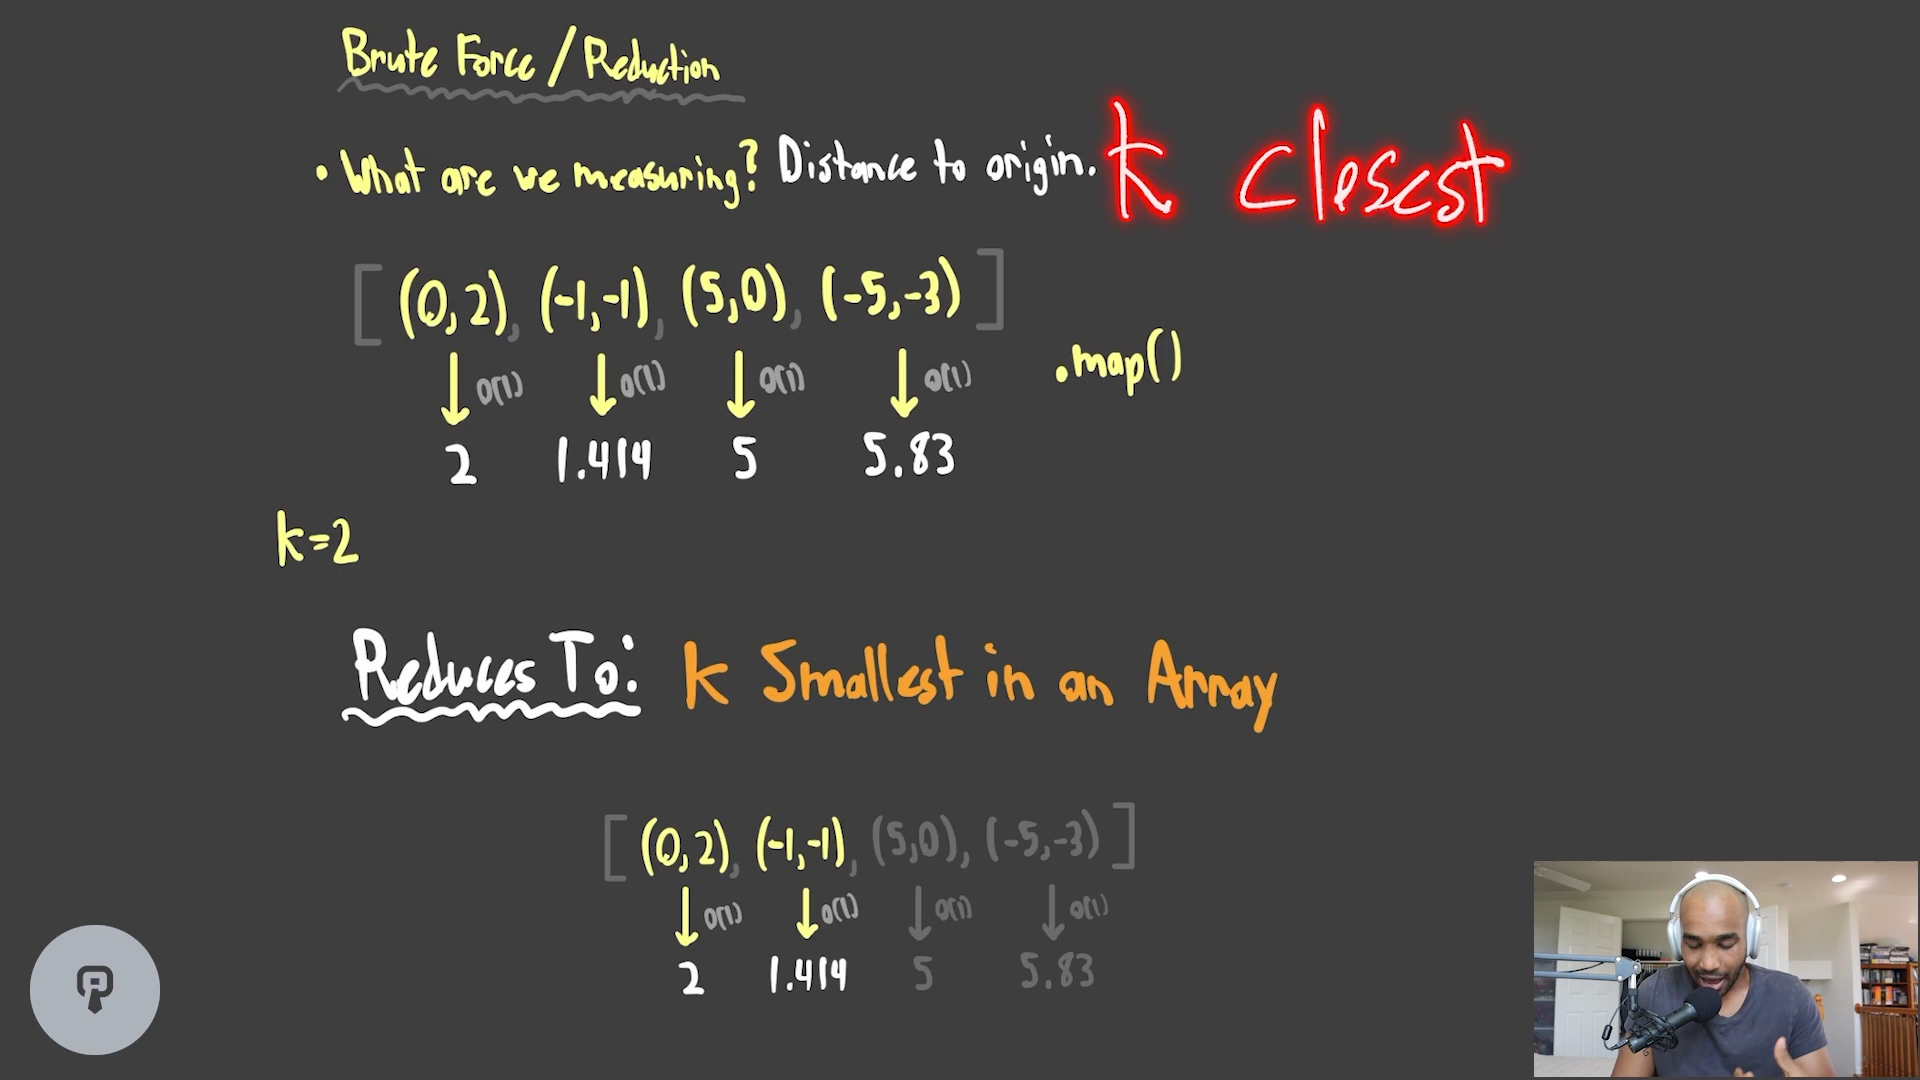 Brute Force / Reduction
• What are we measuring? Distance to origin. k closest
[ (0,2), (-1,-1), (5,0), (-5,-3) ]
O(1) O(1) O(1) O(1) .map()
2 1.414 5 5.83
k=2
Reduces To: k Smallest in an Array
[ (0,2), (-1,-1), (5,0), (-5,-3) ]
O(1) O(1) O(1) O(1)
2 1.414 5 5.83